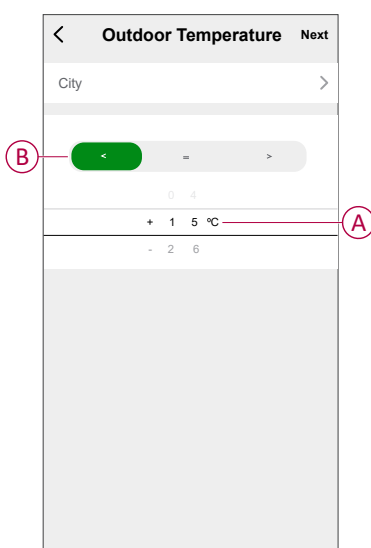 < Outdoor Temperature Next
City >
B
< = >
0 4
+ 1 5 °C
A
- 2 6